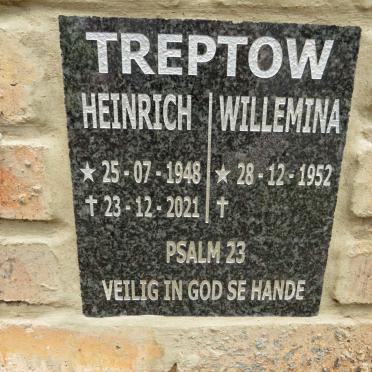 TREPTOW
HEINRICH | WILLEMINA
★ 25-07-1948 ★ 28-12-1952
✝ 23-12-2021 ✝
PSALM 23
VEILIG IN GOD SE HANDE